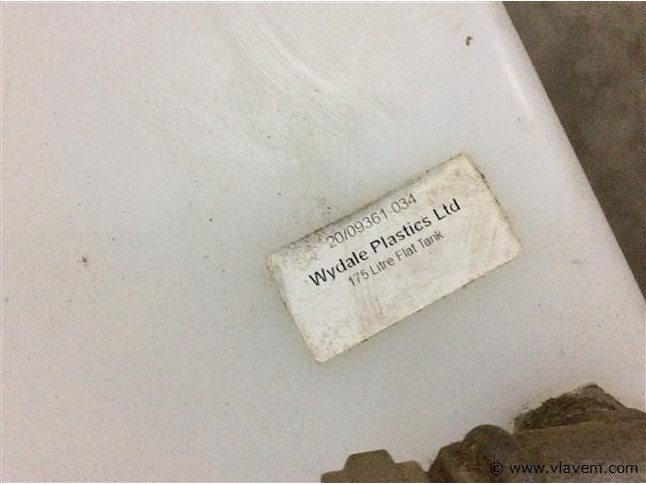 20/09361-034
Wydale Plastics Ltd
175 Litre Flat Tank
© www.vlavem.com